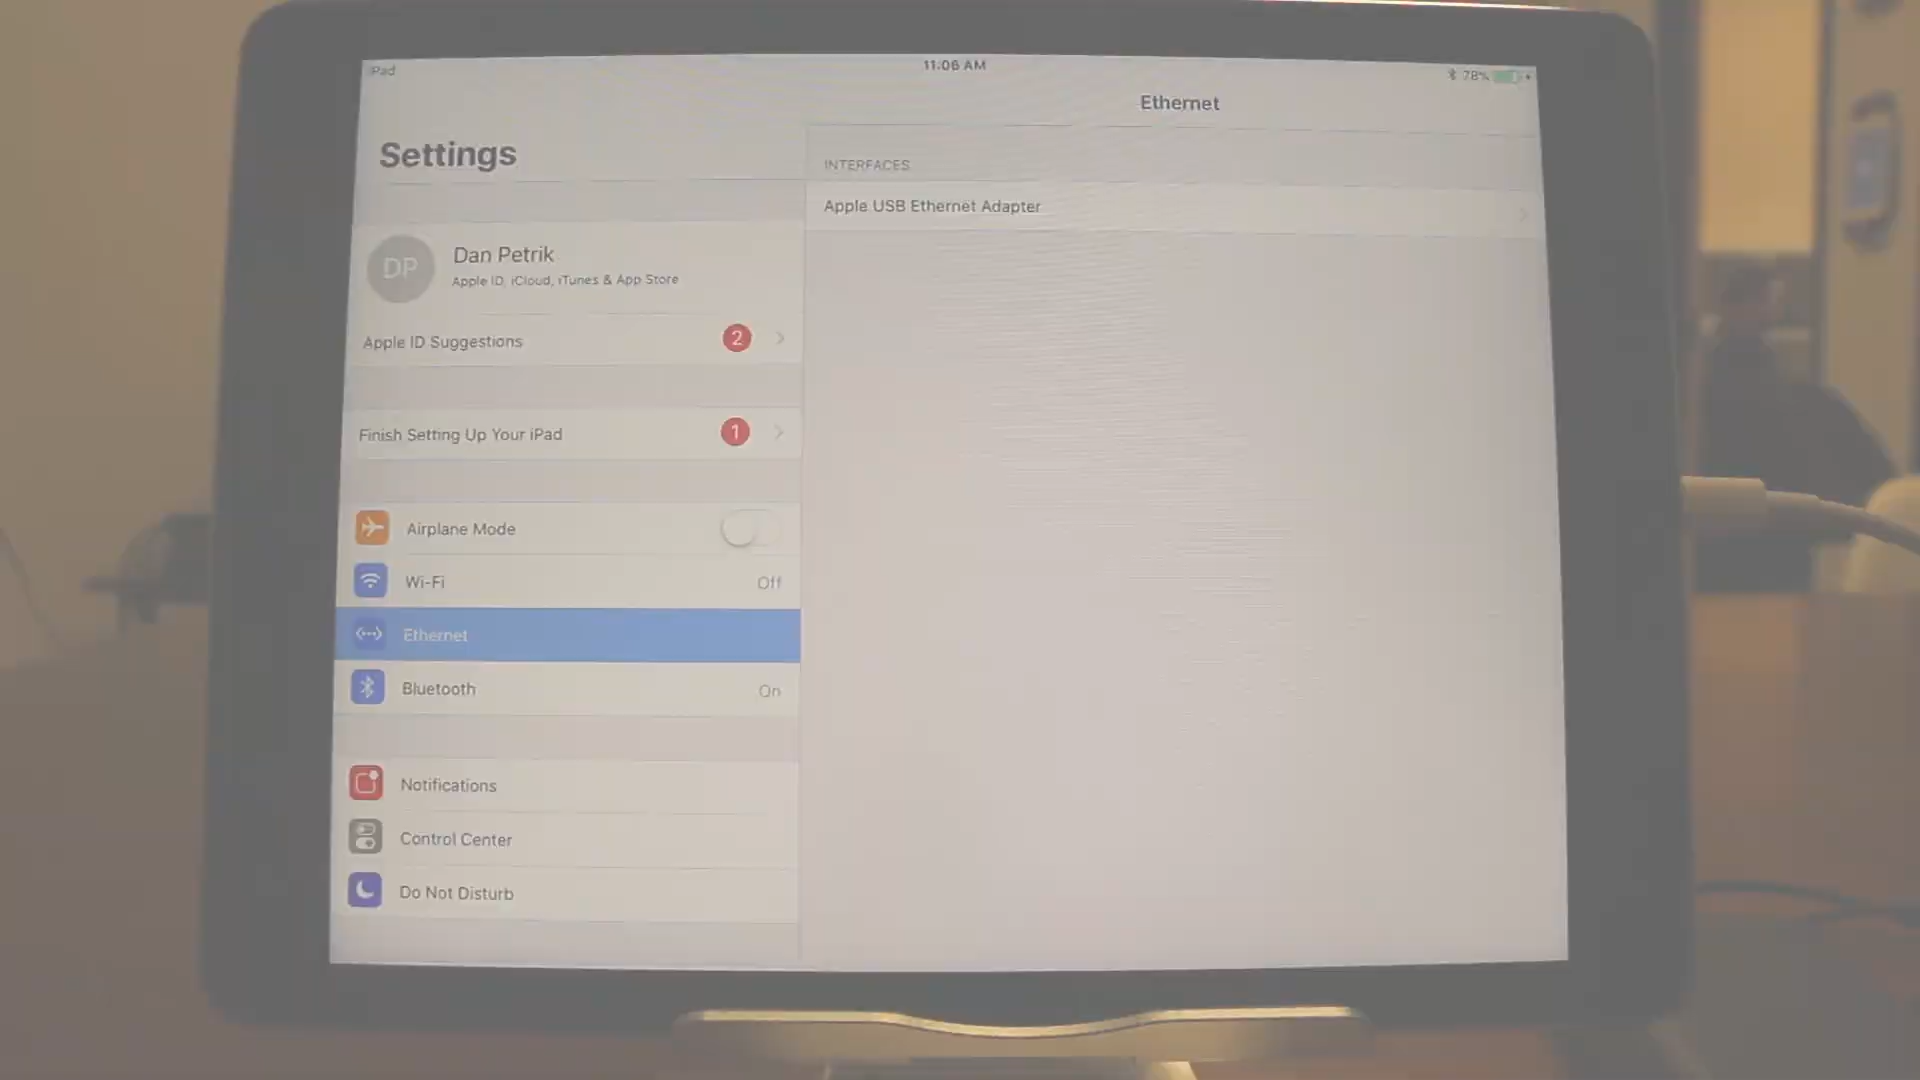 iPad
11:06 AM
78%
Settings
Ethernet
INTERFACES
Apple USB Ethernet Adapter
DP
Dan Petrik
Apple ID, iCloud, iTunes & App Store
Apple ID Suggestions
2
Finish Setting Up Your iPad
1
Airplane Mode
Wi-Fi
Off
Ethernet
Bluetooth
On
Notifications
Control Center
Do Not Disturb